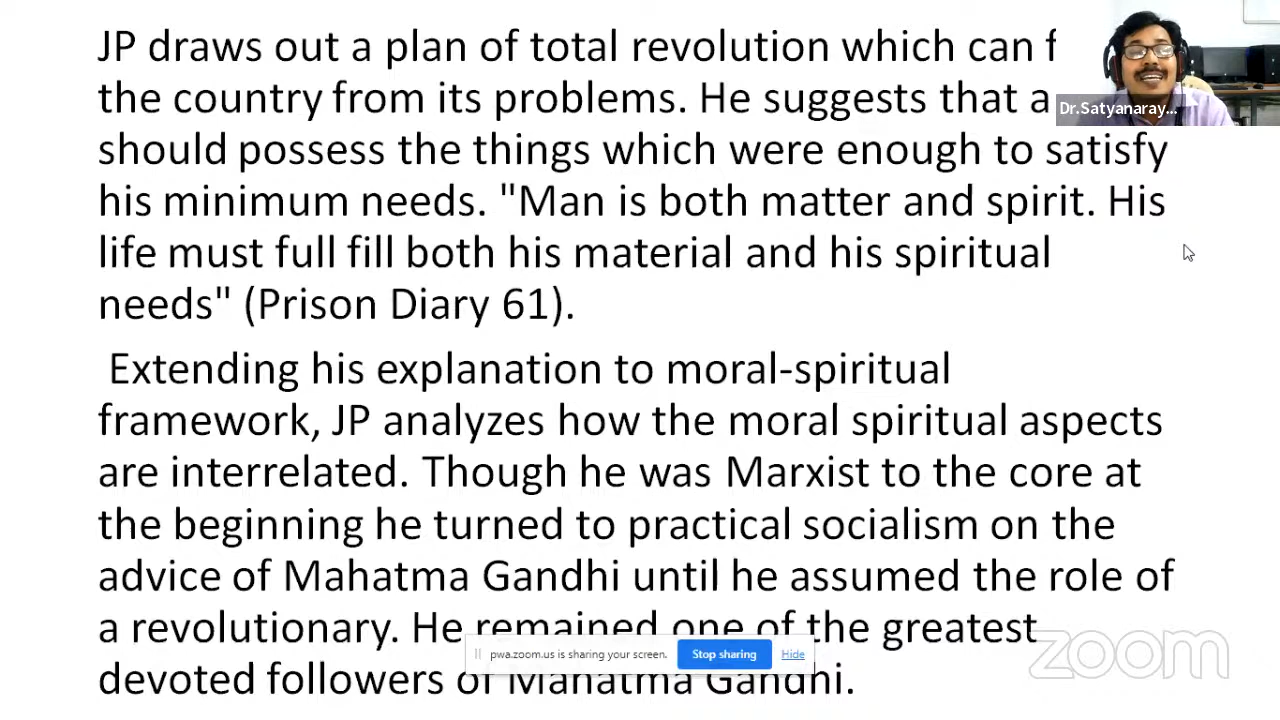 JP draws out a plan of total revolution which can f
the country from its problems. He suggests that a
Dr.Satyanaray...
should possess the things which were enough to satisfy
his minimum needs. "Man is both matter and spirit. His
life must full fill both his material and his spiritual
needs" (Prison Diary 61).
Extending his explanation to moral-spiritual
framework, JP analyzes how the moral spiritual aspects
are interrelated. Though he was Marxist to the core at
the beginning he turned to practical socialism on the
advice of Mahatma Gandhi until he assumed the role of
a revolutionary. He remained one of the greatest
pwa.zoom.us is sharing your screen. Stop sharing Hide
zoom
devoted followers of Mahatma Gandhi.